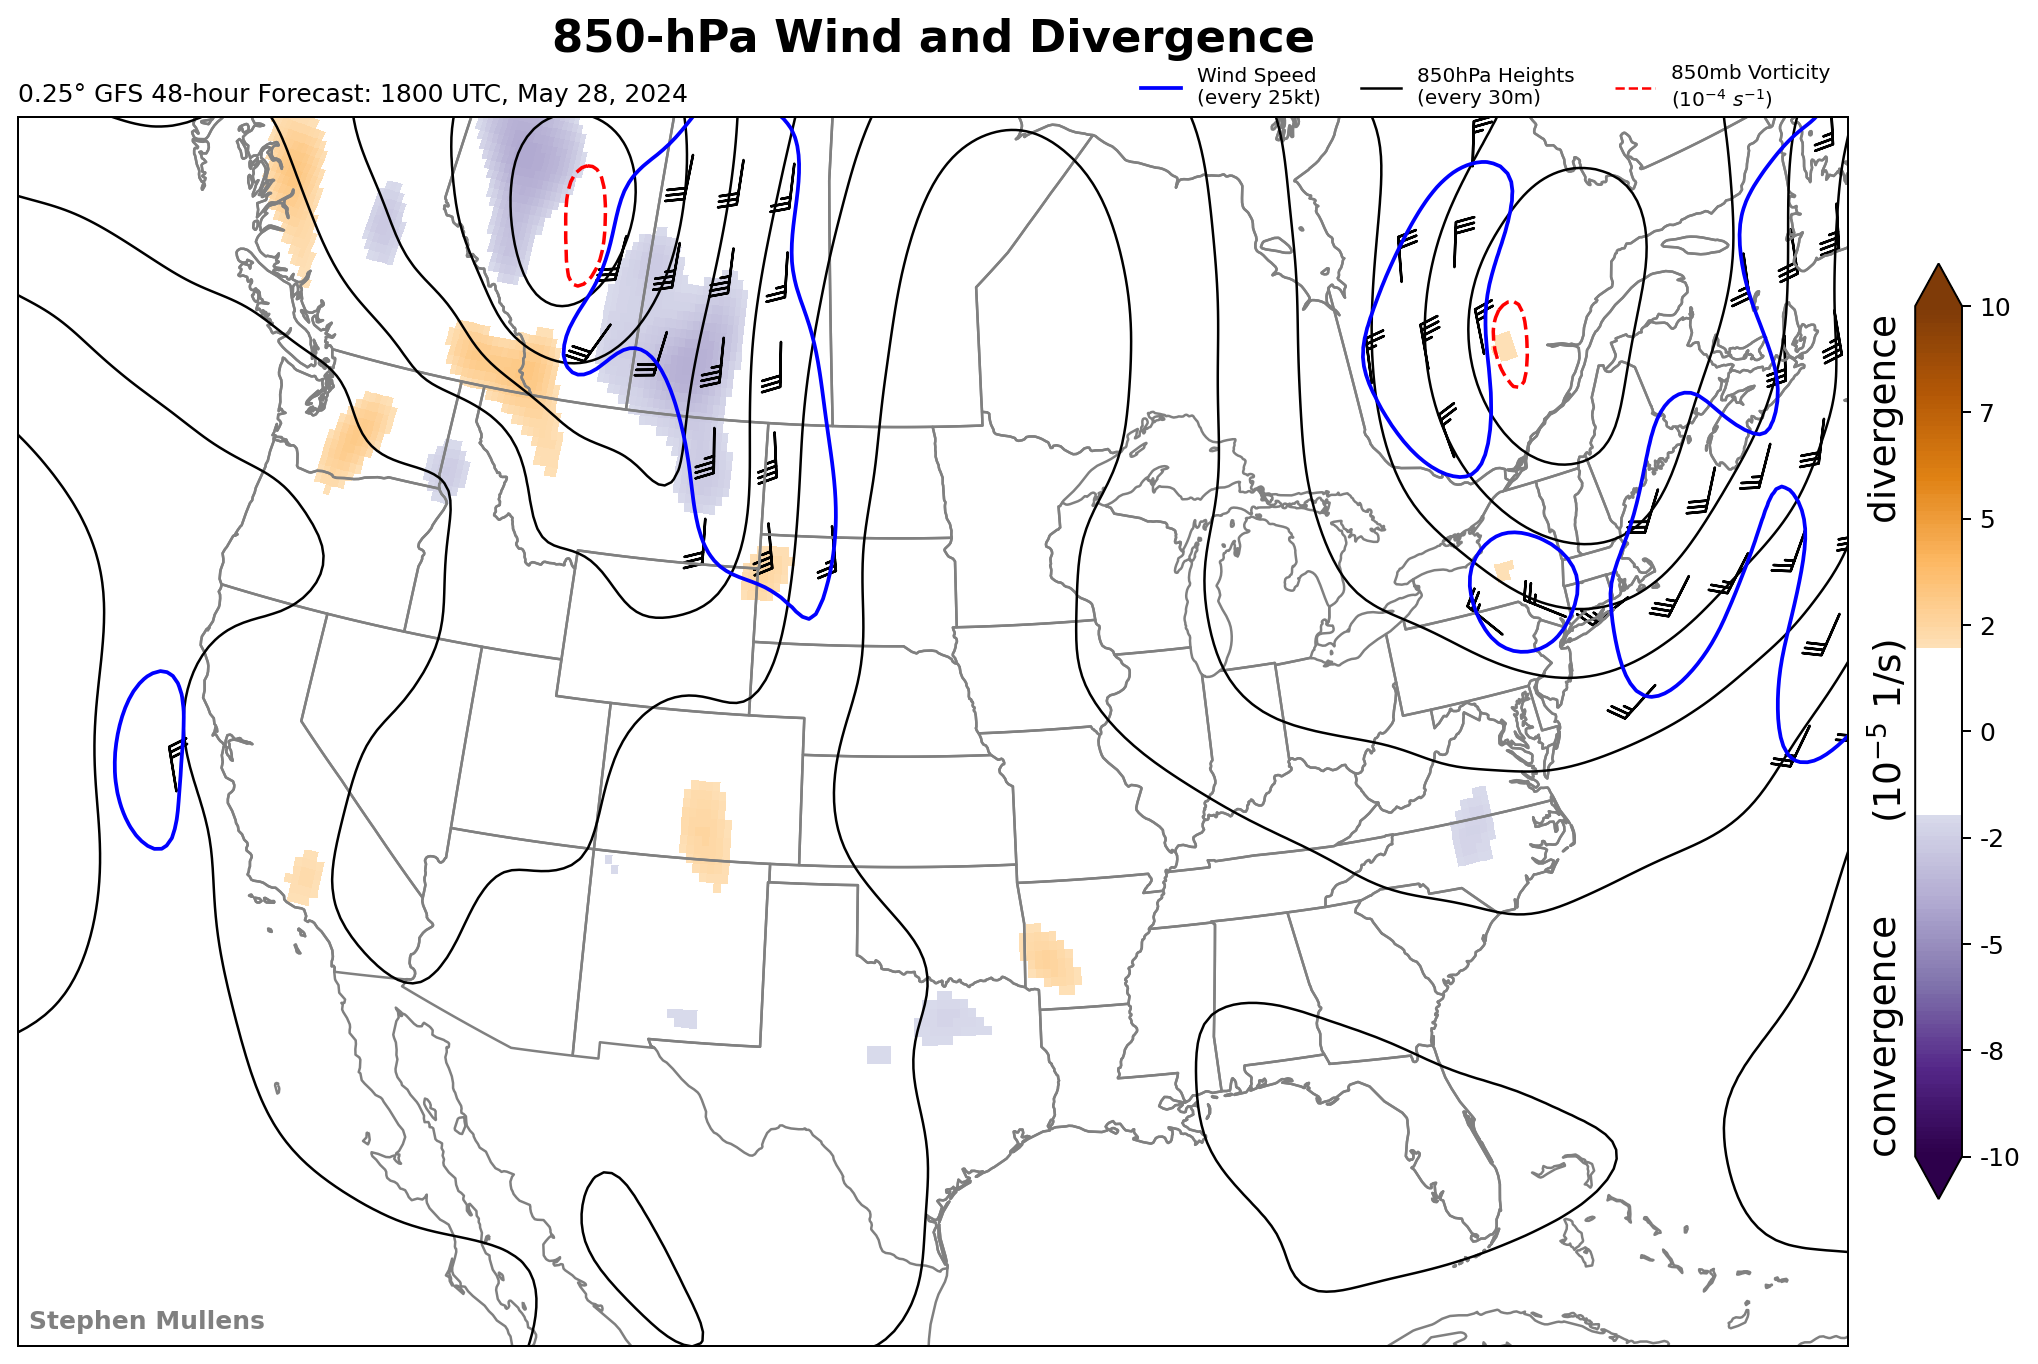 850-hPa Wind and Divergence
0.25° GFS 48-hour Forecast: 1800 UTC, May 28, 2024
Wind Speed
(every 25kt)
850hPa Heights
(every 30m)
850mb Vorticity
(10⁻⁴ s⁻¹)
10
7
5
2
0
-2
-5
-8
-10
convergence (10⁻⁵ 1/s) divergence
Stephen Mullens